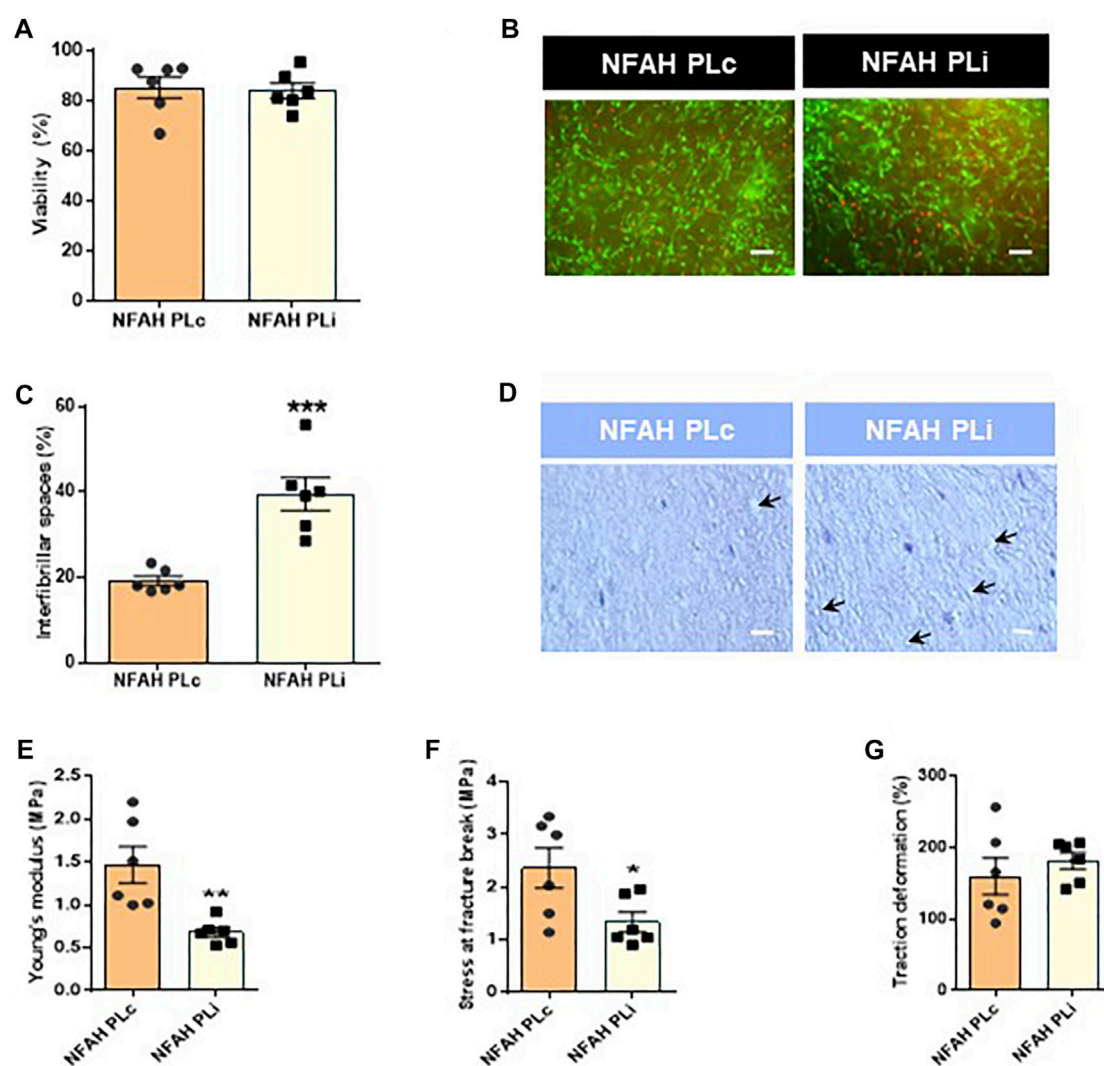 A
Viability (%)
100
80
60
80
40
20
0
NFAH PLc
NFAH PLi
B
NFAH PLc
NFAH PLi
C
Interfibrillar spaces (%)
60
40
20
0
***
NFAH PLc
NFAH PLi
D
NFAH PLc
NFAH PLi
E
Young's modulus (MPa)
2.5
2.0
1.5
1.0
0.5
0.0
**
NFAH PLc
NFAH PLi
F
Stress at fracture break (MPa)
4
3
2
1
0
*
NFAH PLc
NFAH PLi
G
Traction deformation (%)
300
200
100
0
NFAH PLc
NFAH PLi